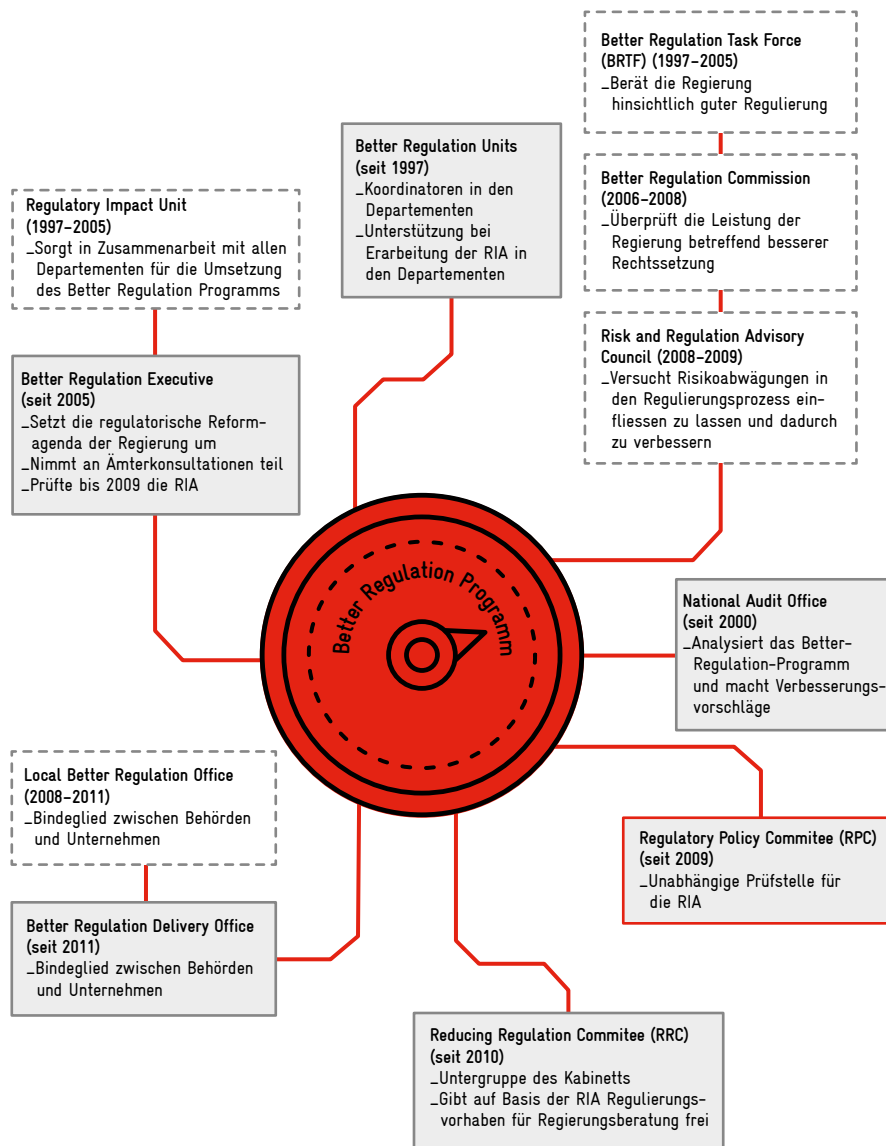 Better Regulation Task Force
(BRTF) (1997–2005)
_Berät die Regierung
hinsichtlich guter Regulierung
Better Regulation Units
(seit 1997)
_Koordinatoren in den
Departementen
_Unterstützung bei
Erarbeitung der RIA in
den Departementen
Better Regulation Commission
(2006–2008)
_Überprüft die Leistung der
Regierung betreffend besserer
Rechtssetzung
Regulatory Impact Unit
(1997–2005)
_Sorgt in Zusammenarbeit mit allen
Departementen für die Umsetzung
des Better Regulation Programms
Risk and Regulation Advisory
Council (2008–2009)
_Versucht Risikoabwägungen in
den Regulierungsprozess ein-
fliessen zu lassen und dadurch
zu verbessern
Better Regulation Executive
(seit 2005)
_Setzt die regulatorische Reform-
agenda der Regierung um
_Nimmt an Ämterkonsultationen teil
_Prüfte bis 2009 die RIA
Better Regulation Programm
National Audit Office
(seit 2000)
_Analysiert das Better-
Regulation-Programm
und macht Verbesserungs-
vorschläge
Local Better Regulation Office
(2008–2011)
_Bindeglied zwischen Behörden
und Unternehmen
Regulatory Policy Commitee (RPC)
(seit 2009)
_Unabhängige Prüfstelle für
die RIA
Better Regulation Delivery Office
(seit 2011)
_Bindeglied zwischen Behörden
und Unternehmen
Reducing Regulation Commitee (RRC)
(seit 2010)
_Untergruppe des Kabinetts
_Gibt auf Basis der RIA Regulierungs-
vorhaben für Regierungsberatung frei